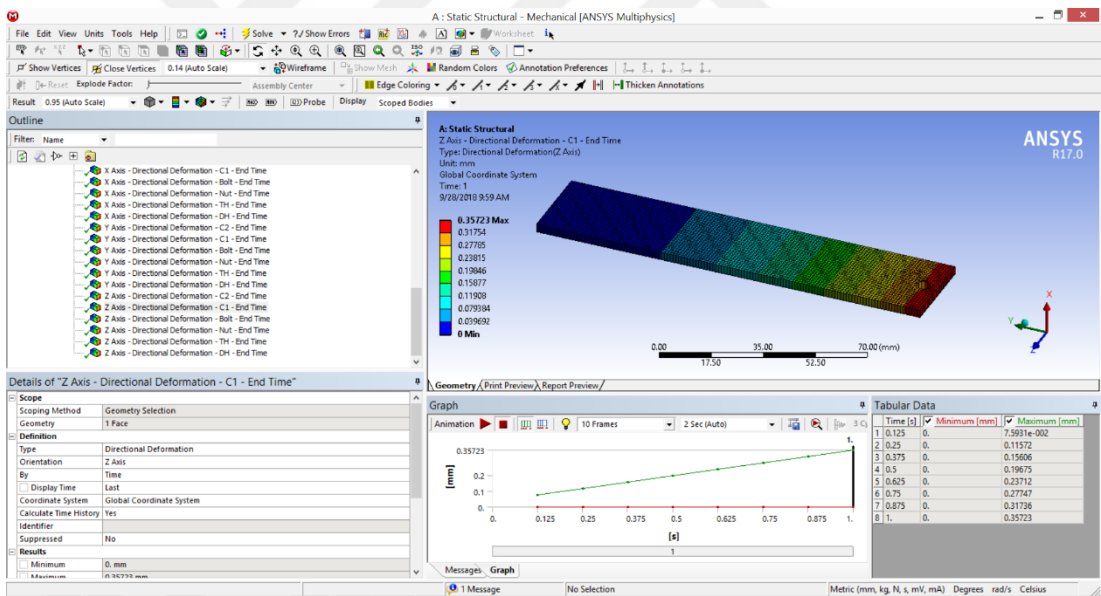 A : Static Structural - Mechanical [ANSYS Multiphysics]
File Edit View Units Tools Help Solve ?/ Show Errors Worksheet
Show Vertices Close Vertices 0.14 (Auto Scale) Wireframe Show Mesh Random Colors Annotation Preferences
Reset Explode Factor: Assembly Center Edge Coloring Thicken Annotations
Result 0.95 (Auto Scale) Probe Display Scoped Bodies
Outline
Filter: Name
X Axis - Directional Deformation - C1 - End Time
X Axis - Directional Deformation - Bolt - End Time
X Axis - Directional Deformation - Nut - End Time
X Axis - Directional Deformation - TH - End Time
X Axis - Directional Deformation - DH - End Time
Y Axis - Directional Deformation - C2 - End Time
Y Axis - Directional Deformation - C1 - End Time
Y Axis - Directional Deformation - Bolt - End Time
Y Axis - Directional Deformation - Nut - End Time
Y Axis - Directional Deformation - TH - End Time
Y Axis - Directional Deformation - DH - End Time
Z Axis - Directional Deformation - C2 - End Time
Z Axis - Directional Deformation - C1 - End Time
Z Axis - Directional Deformation - Bolt - End Time
Z Axis - Directional Deformation - Nut - End Time
Z Axis - Directional Deformation - TH - End Time
Z Axis - Directional Deformation - DH - End Time
A: Static Structural
Z Axis - Directional Deformation - C1 - End Time
Type: Directional Deformation(Z Axis)
Unit: mm
Global Coordinate System
Time: 1
9/28/2018 9:59 AM
0.35723 Max
0.31754
0.27785
0.23815
0.19846
0.15877
0.11908
0.079384
0.039692
0 Min
ANSYS
R17.0
X
Y
Z
0.00 35.00 70.00 (mm)
17.50 52.50
Geometry Print Preview Report Preview
Details of "Z Axis - Directional Deformation - C1 - End Time"
Scope
Scoping Method Geometry Selection
Geometry 1 Face
Definition
Type Directional Deformation
Orientation Z Axis
By Time
Display Time Last
Coordinate System Global Coordinate System
Calculate Time History Yes
Identifier
Suppressed No
Results
Minimum 0. mm
Maximum 0.35723 mm
Graph
Animation 10 Frames 2 Sec (Auto)
1.
0.35723
0.2
0.1
0.
[mm]
0. 0.125 0.25 0.375 0.5 0.625 0.75 0.875 1.
[s]
1
Messages Graph
Tabular Data
Time [s] Minimum [mm] Maximum [mm]
1 0.125 0. 7.5931e-002
2 0.25 0. 0.11572
3 0.375 0. 0.15606
4 0.5 0. 0.19675
5 0.625 0. 0.23712
6 0.75 0. 0.27747
7 0.875 0. 0.31736
8 1. 0. 0.35723
1 Message No Selection Metric (mm, kg, N, s, mV, mA) Degrees rad/s Celsius